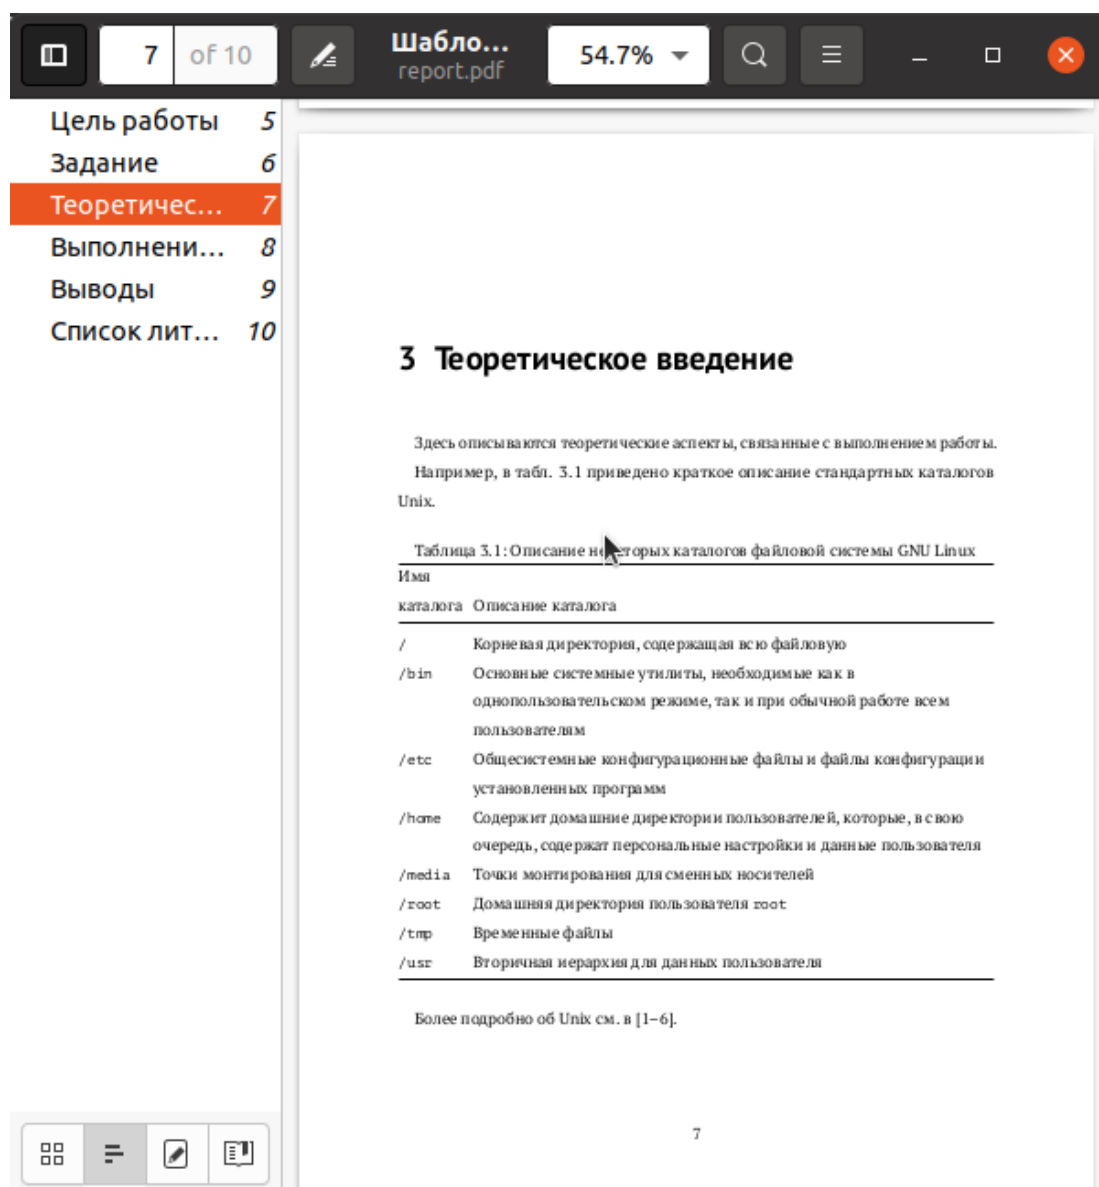 7 of 10
Шабло...
report.pdf
54.7%
Цель работы 5
Задание 6
Теоретичес... 7
Выполнени... 8
Выводы 9
Список лит... 10
3 Теоретическое введение
Здесь описываются теоретические аспекты, связанные с выполнением работы.
Например, в табл. 3.1 приведено краткое описание стандартных каталогов
Unix.
Таблица 3.1: Описание некоторых каталогов файловой системы GNU Linux
Имя
каталога Описание каталога
/ Корневая директория, содержащая всю файловую
/bin Основные системные утилиты, необходимые как в
однопользовательском режиме, так и при обычной работе всем
пользователям
/etc Общесистемные конфигурационные файлы и файлы конфигурации
установленных программ
/home Содержит домашние директории пользователей, которые, в свою
очередь, содержат персональные настройки и данные пользователя
/media Точки монтирования для сменных носителей
/root Домашняя директория пользователя root
/tmp Временные файлы
/usr Вторичная иерархия для данных пользователя
Более подробно об Unix см. в [1–6].
7